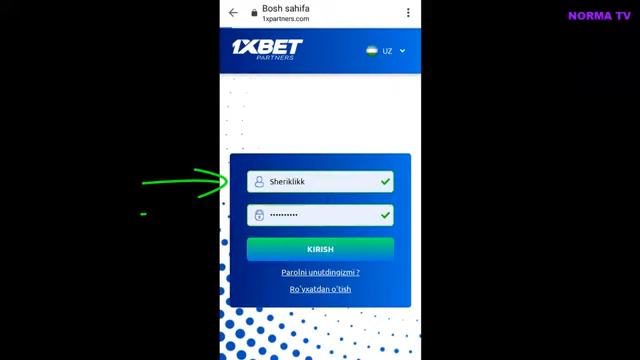 NORMA TV
Bosh sahifa
1xpartners.com
1XBET
PARTNERS
UZ
Sheriklikk
••••••••••
KIRISH
Parolni unutdingizmi ?
Ro'yxatdan o'tish